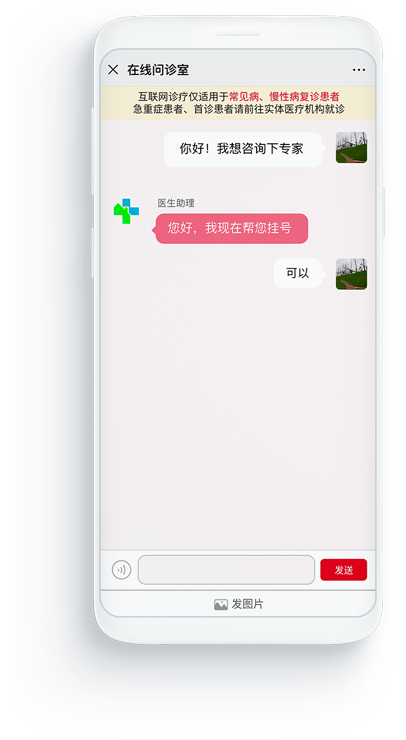 在线问诊室
互联网诊疗仅适用于常见病、慢性病复诊患者
急重症患者、首诊患者请前往实体医疗机构就诊
你好！我想咨询下专家
医生助理
您好，我现在帮您挂号
可以
发送
发图片